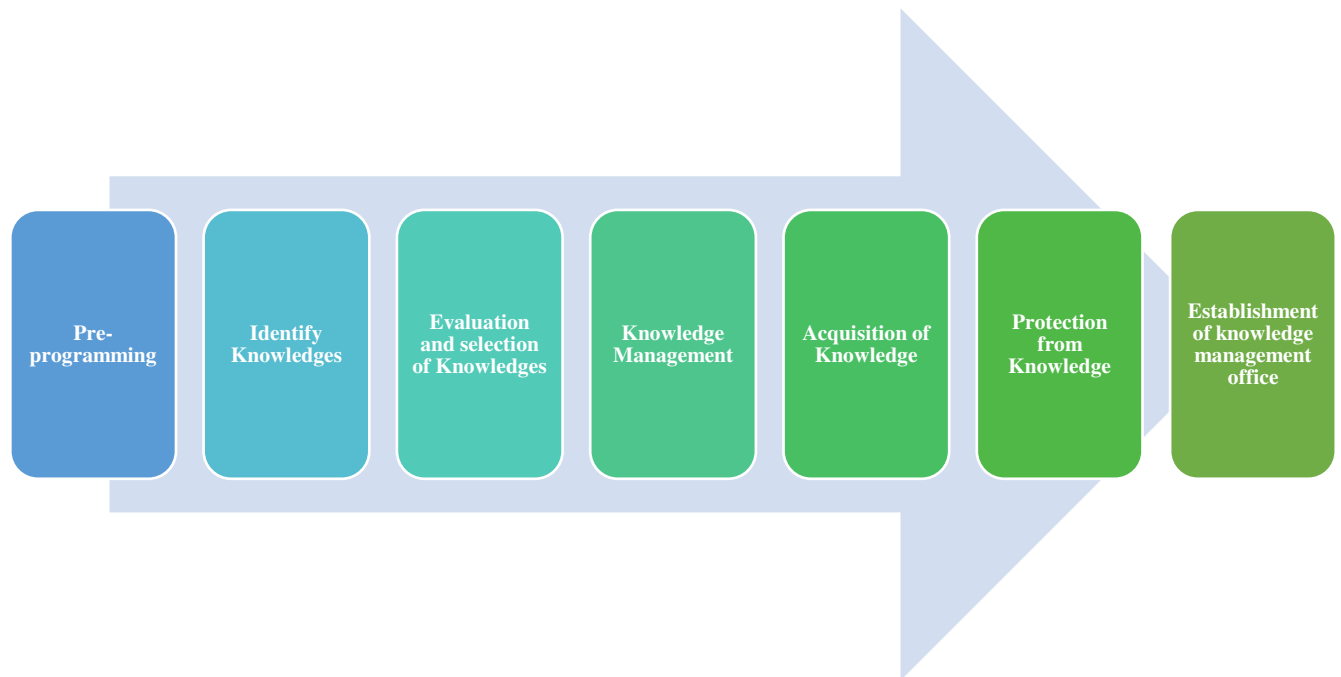 Pre-
programming
Identify
Knowledges
Evaluation
and selection
of Knowledges
Knowledge
Management
Acquisition of
Knowledge
Protection
from
Knowledge
Establishment
of knowledge
management
office